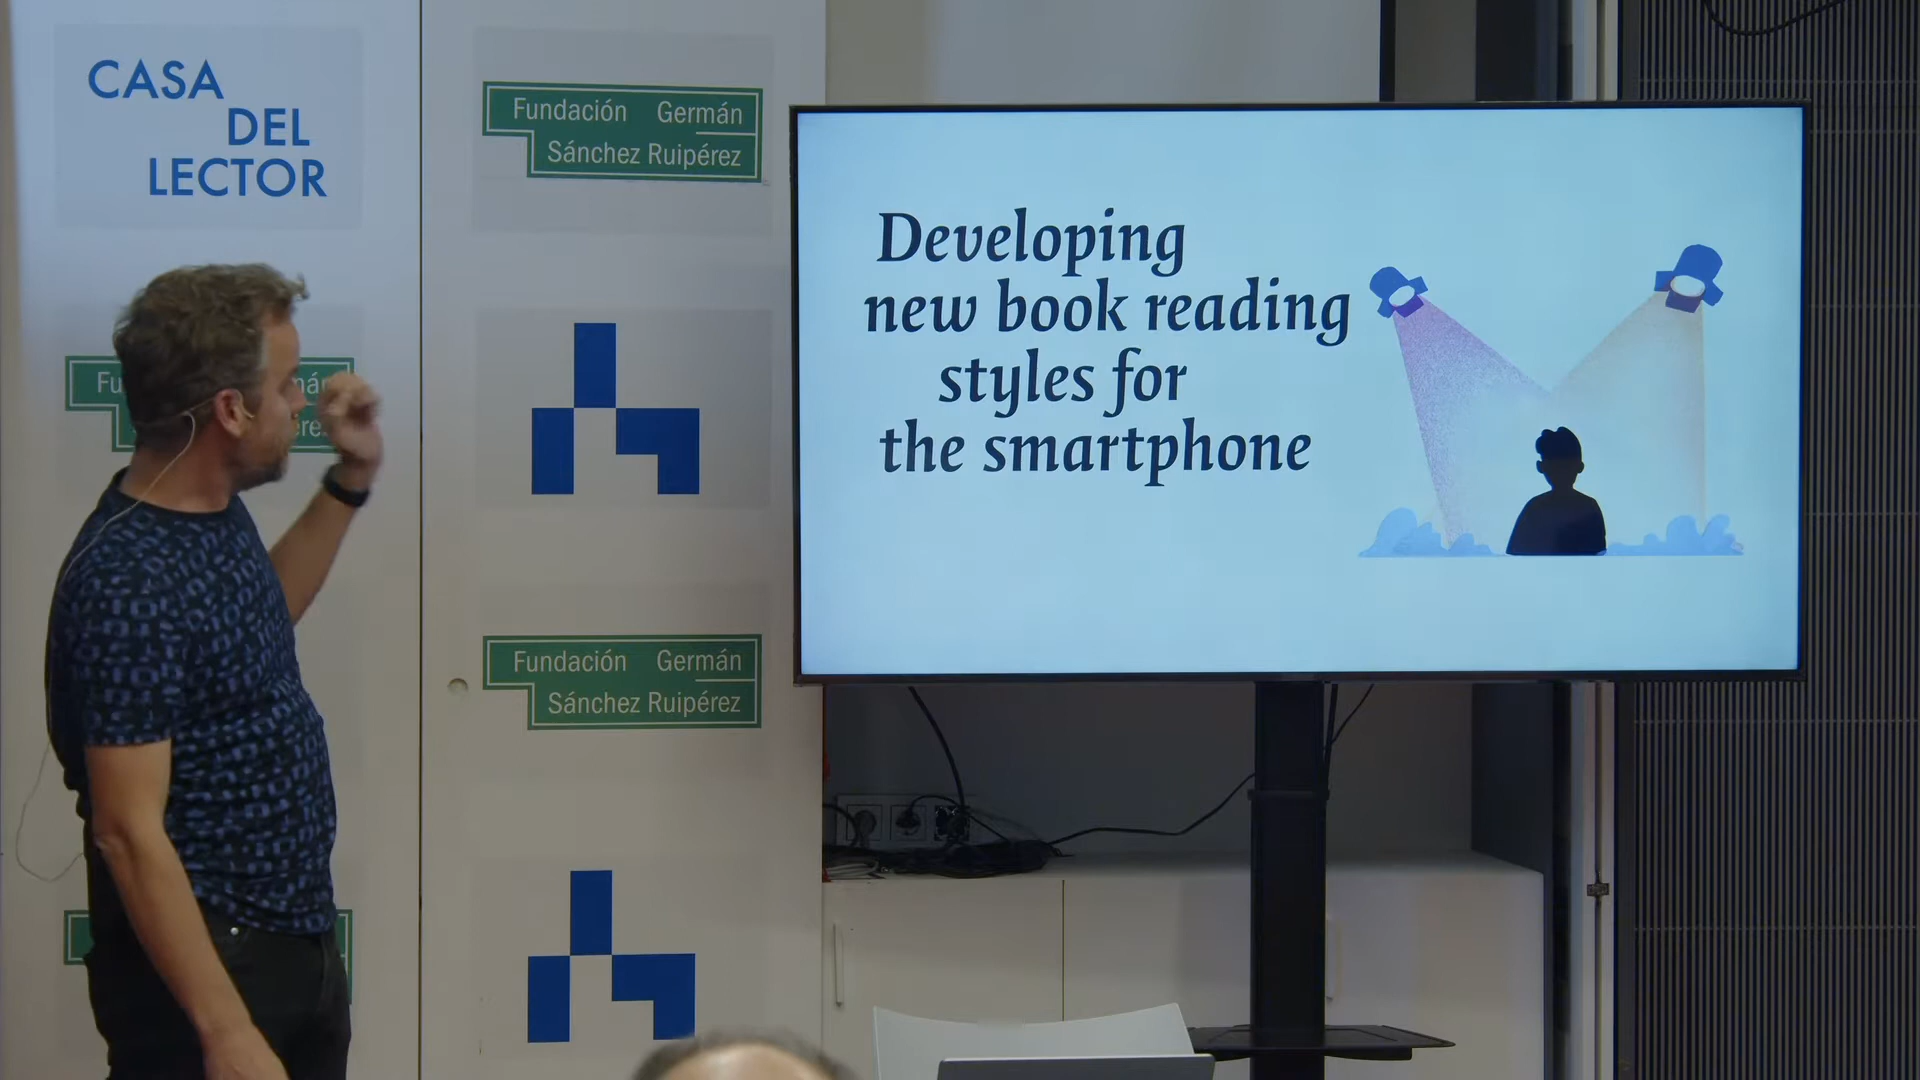 CASA
DEL
LECTOR
Fundación Germán
Sánchez Ruipérez
Developing
new book reading
styles for
the smartphone
Fundación Germán
Sánchez Ruipérez